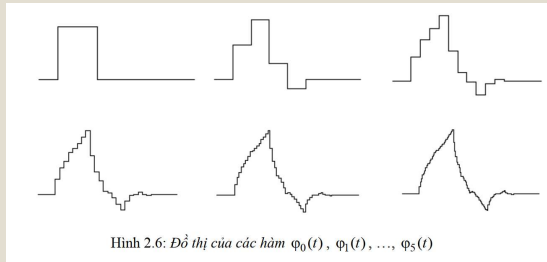 Hình 2.6: Đồ thị của các hàm φ₀(t), φ₁(t), …, φ₅(t)